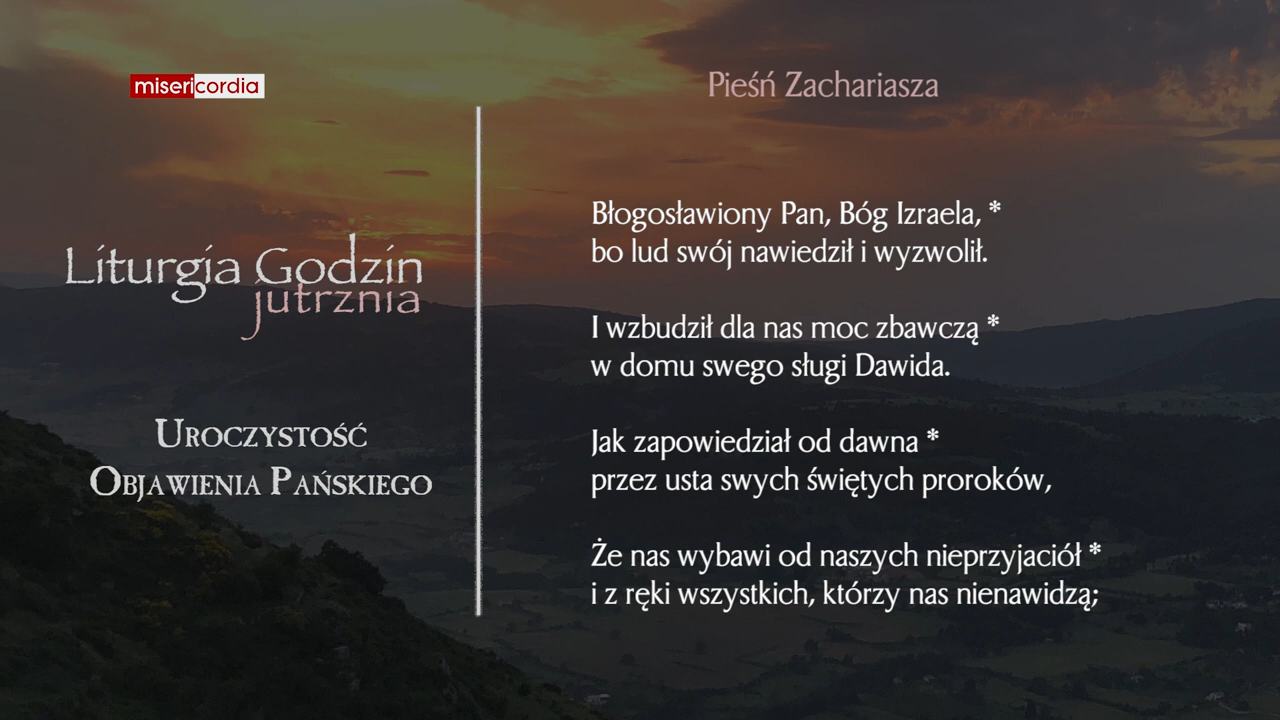 misericordia
Liturgia Godzin
jutrznia
Uroczystość
Objawienia Pańskiego
Pieśń Zachariasza
Błogosławiony Pan, Bóg Izraela, *
bo lud swój nawiedził i wyzwolił.
I wzbudził dla nas moc zbawczą *
w domu swego sługi Dawida.
Jak zapowiedział od dawna *
przez usta swych świętych proroków,
Że nas wybawi od naszych nieprzyjaciół *
i z ręki wszystkich, którzy nas nienawidzą;